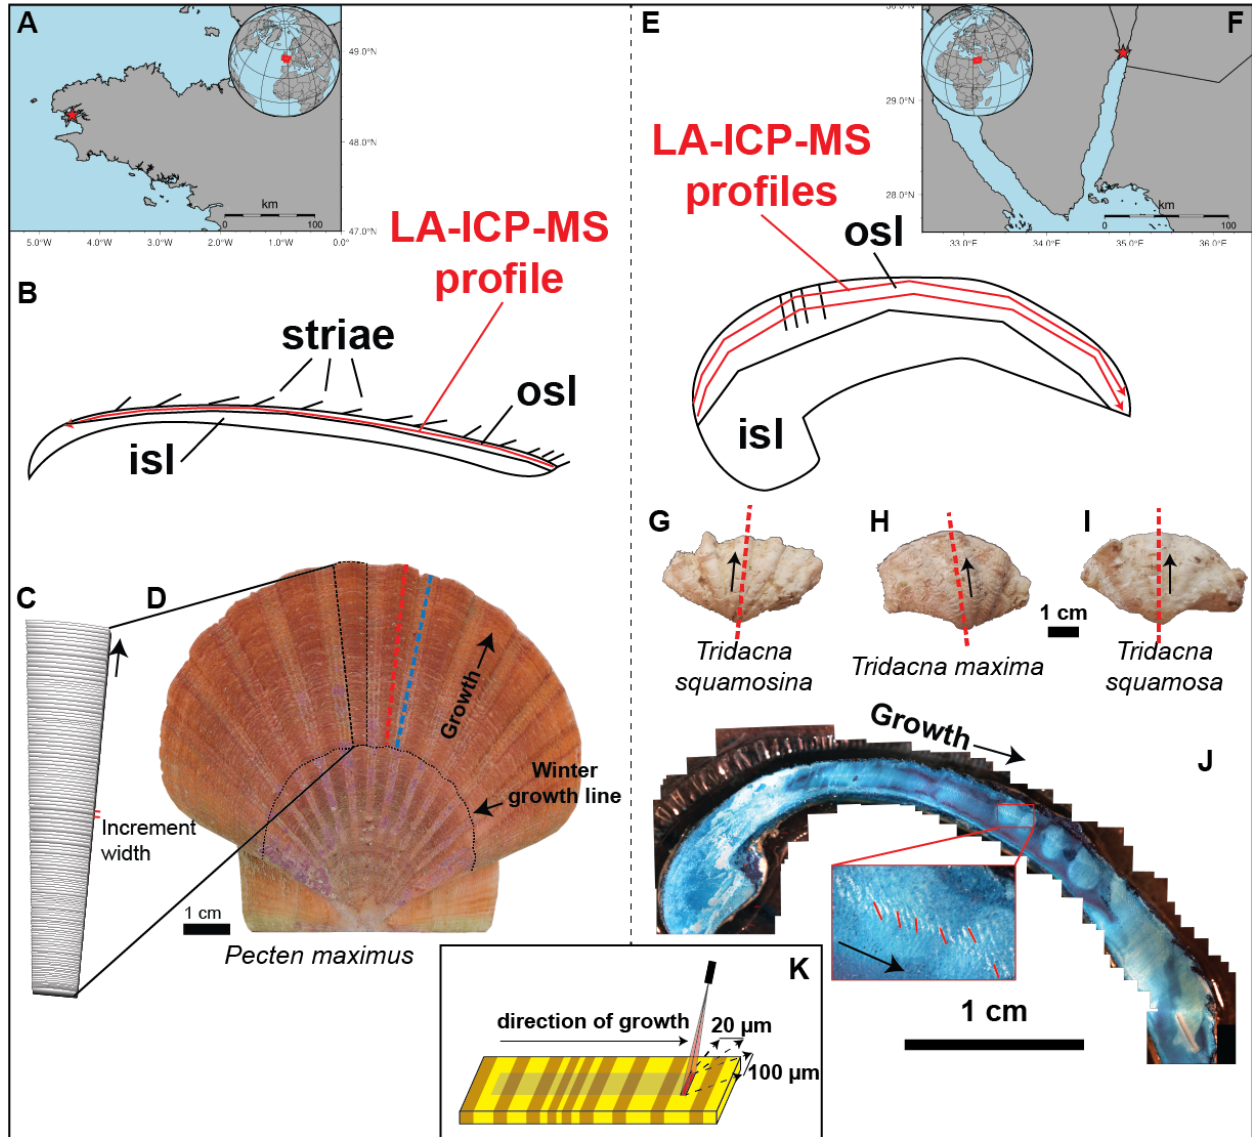 A
49.0°N
48.0°N
km
0
100
47.0°N
5.0°W
4.0°W
3.0°W
2.0°W
1.0°W
0.0°
LA-ICP-MS
profile
B
striae
osl
isl
C
D
Growth
Winter
growth line
Increment
width
1 cm
Pecten maximus
E
F
29.0°N
28.0°N
km
0
100
33.0°E
34.0°E
35.0°E
36.0°E
LA-ICP-MS
profiles
osl
isl
G
H
I
1 cm
Tridacna
squamosina
Tridacna maxima
Tridacna
squamosa
Growth
J
1 cm
K
direction of growth
20 µm
100 µm